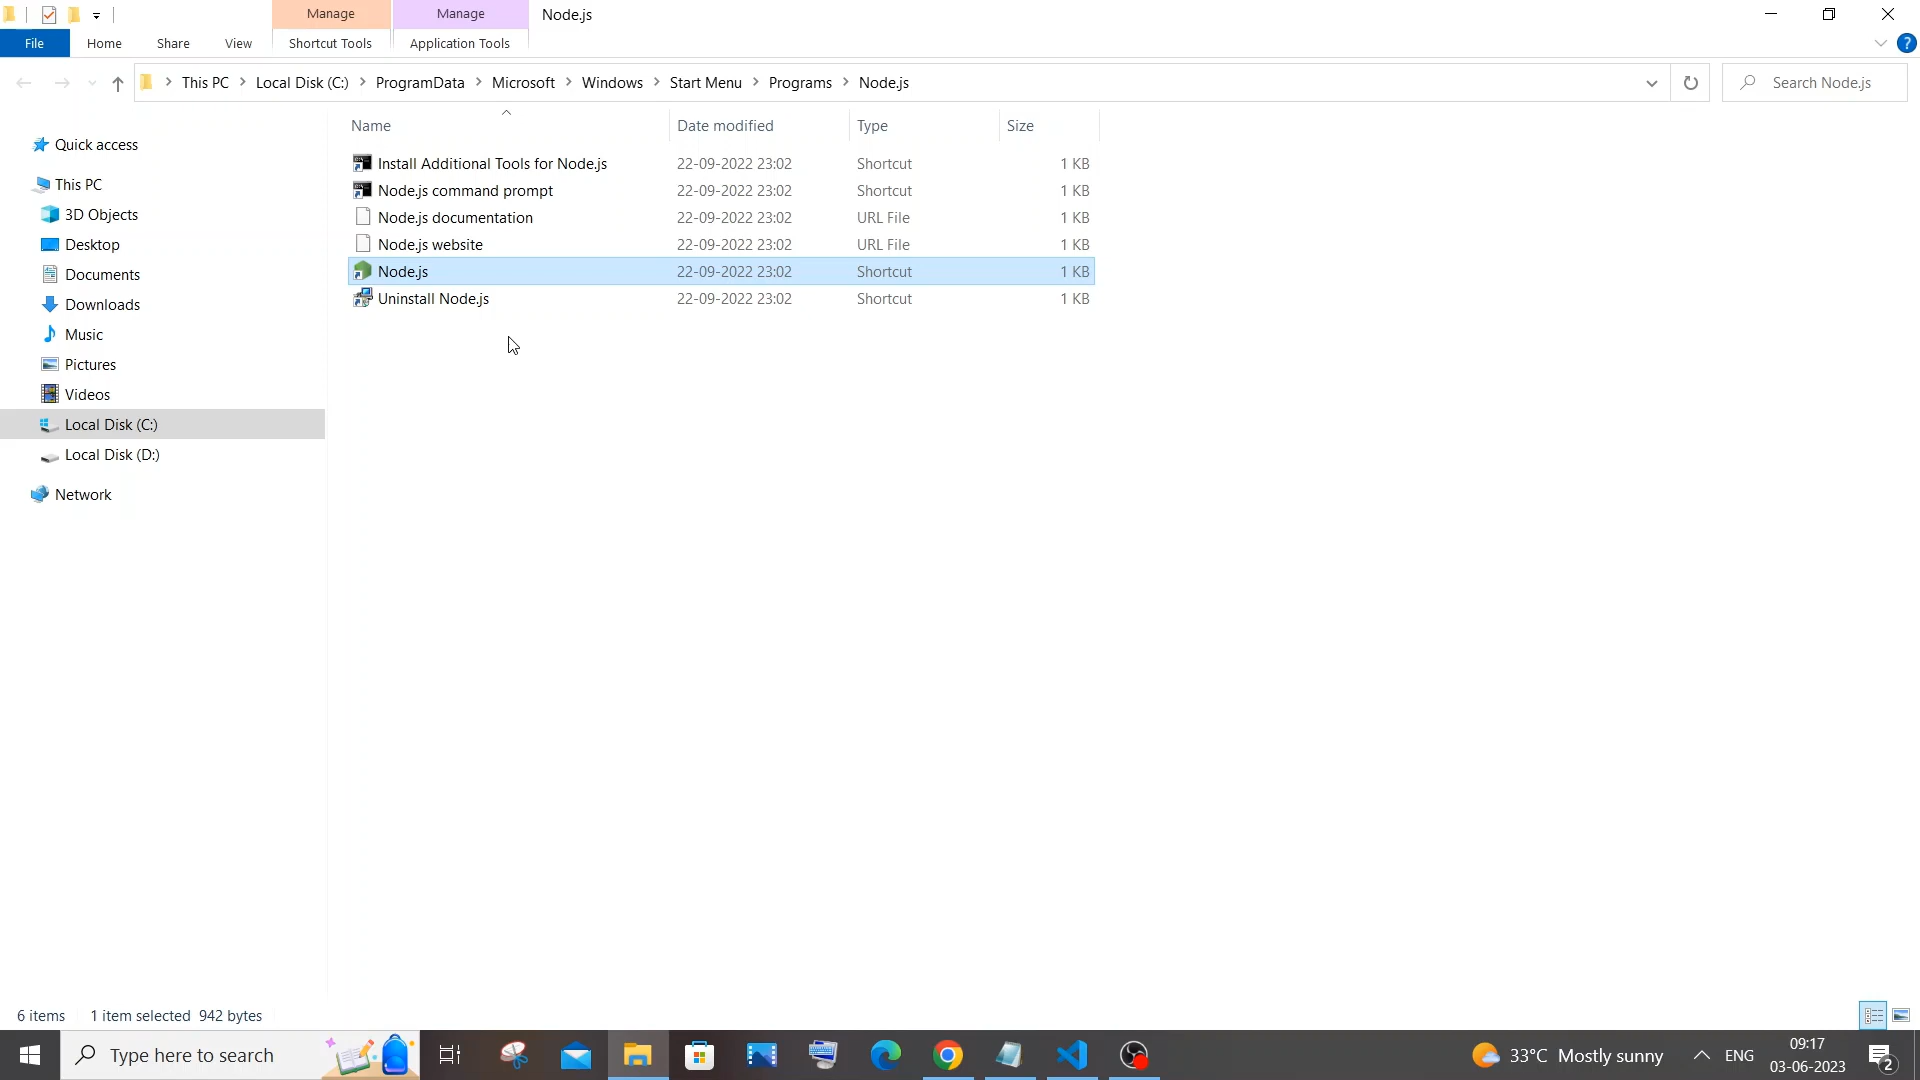 Manage
Manage
Node.js
File
Home
Share
View
Shortcut Tools
Application Tools
?
This PC
Local Disk (C:)
ProgramData
Microsoft
Windows
Start Menu
Programs
Node.js
Search Node.js
Name
Date modified
Type
Size
Quick access
This PC
3D Objects
Desktop
Documents
Downloads
Music
Pictures
Videos
Local Disk (C:)
Local Disk (D:)
Network
Install Additional Tools for Node.js 22-09-2022 23:02 Shortcut 1 KB
Node.js command prompt 22-09-2022 23:02 Shortcut 1 KB
Node.js documentation 22-09-2022 23:02 URL File 1 KB
Node.js website 22-09-2022 23:02 URL File 1 KB
Node.js 22-09-2022 23:02 Shortcut 1 KB
Uninstall Node.js 22-09-2022 23:02 Shortcut 1 KB
6 items 1 item selected 942 bytes
Type here to search
33°C Mostly sunny
ENG
09:17
03-06-2023
2